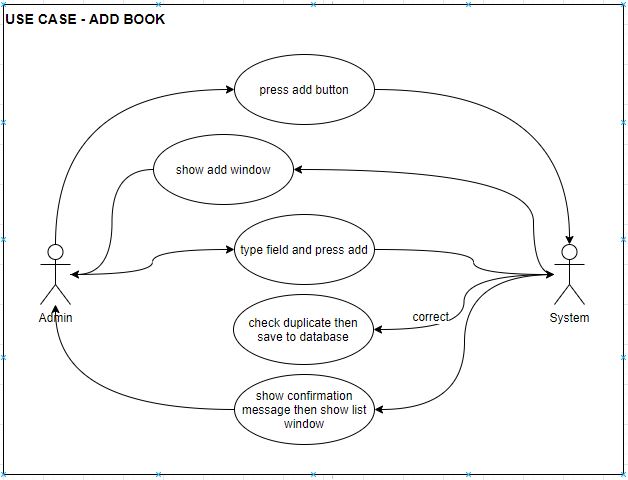 USE CASE - ADD BOOK
press add button
show add window
type field and press add
Admin
System
correct
check duplicate then
save to database
show confirmation
message then show list
window